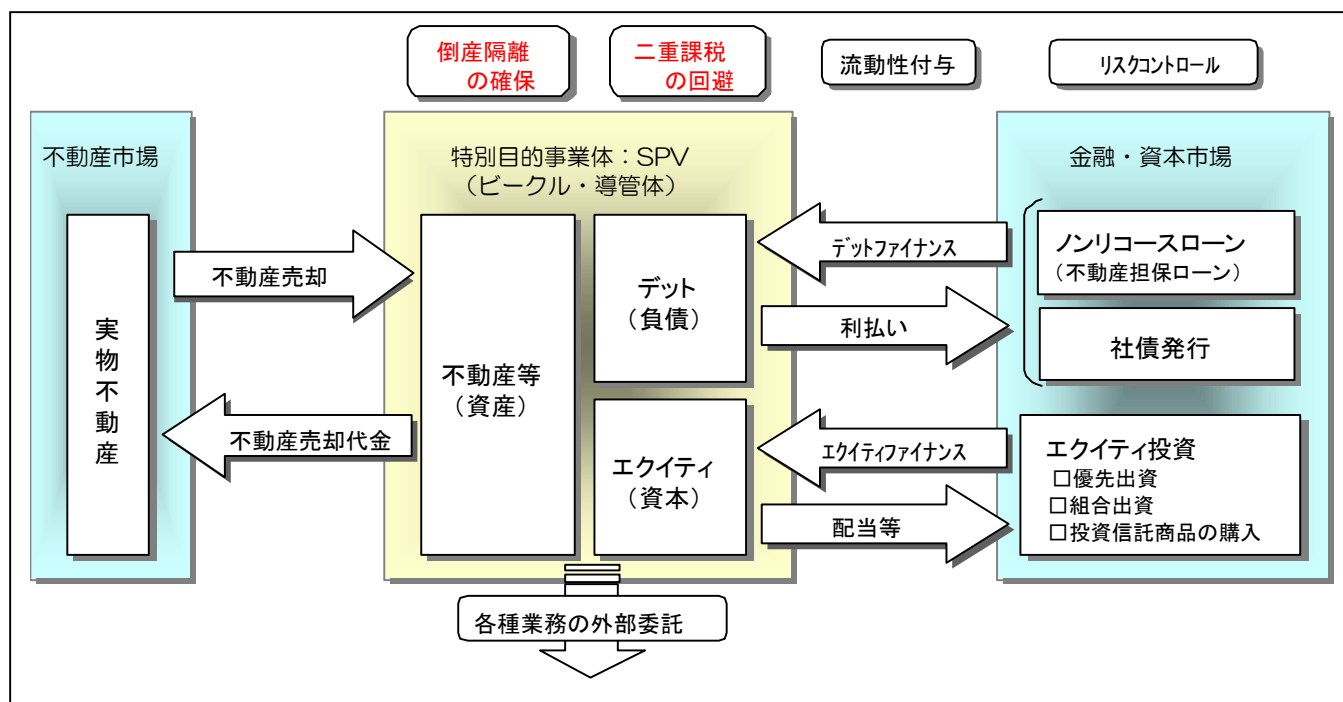 倒産隔離
の確保
二重課税
の回避
流動性付与
ﾘｽｸｺﾝﾄﾛｰﾙ
不動産市場
特別目的事業体：SPV
（ビークル・導管体）
金融・資本市場
実物不動産
不動産売却
不動産売却代金
不動産等
（資産）
デット
（負債）
エクイティ
（資本）
ﾃﾞｯﾄﾌｧｲﾅﾝｽ
利払い
ｴｸｲﾃｨﾌｧｲﾅﾝｽ
配当等
ノンリコースローン
（不動産担保ローン）
社債発行
エクイティ投資
□優先出資
□組合出資
□投資信託商品の購入
各種業務の外部委託